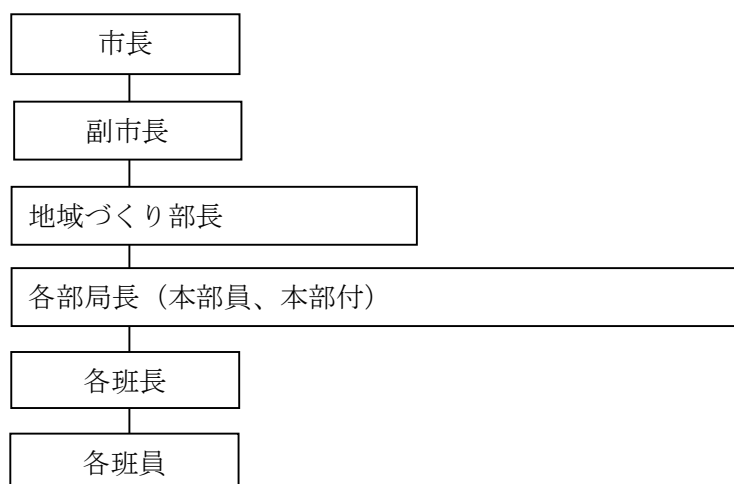 市長
副市長
地域づくり部長
各部局長（本部員、本部付）
各班長
各班員